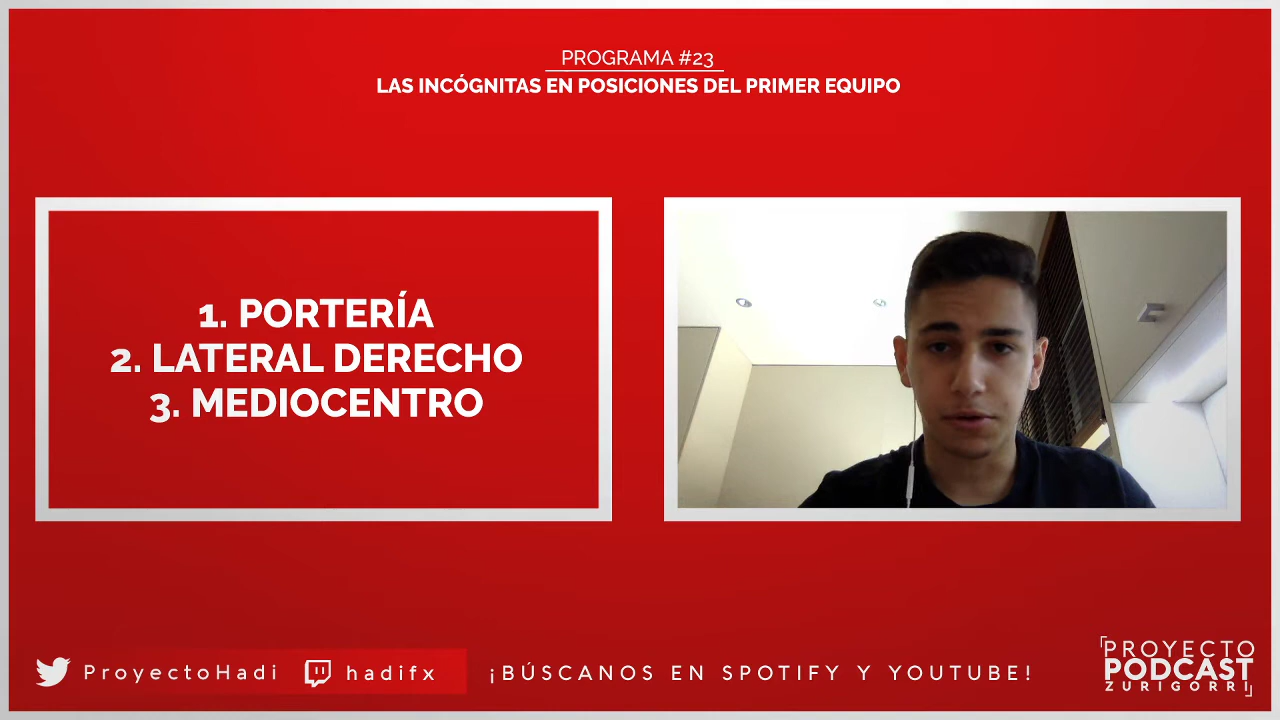 PROGRAMA #23
LAS INCÓGNITAS EN POSICIONES DEL PRIMER EQUIPO
1. PORTERÍA
2. LATERAL DERECHO
3. MEDIOCENTRO
ProyectoHadi
hadifx
¡BÚSCANOS EN SPOTIFY Y YOUTUBE!
PROYECTO
PODCAST
ZURIGORRI